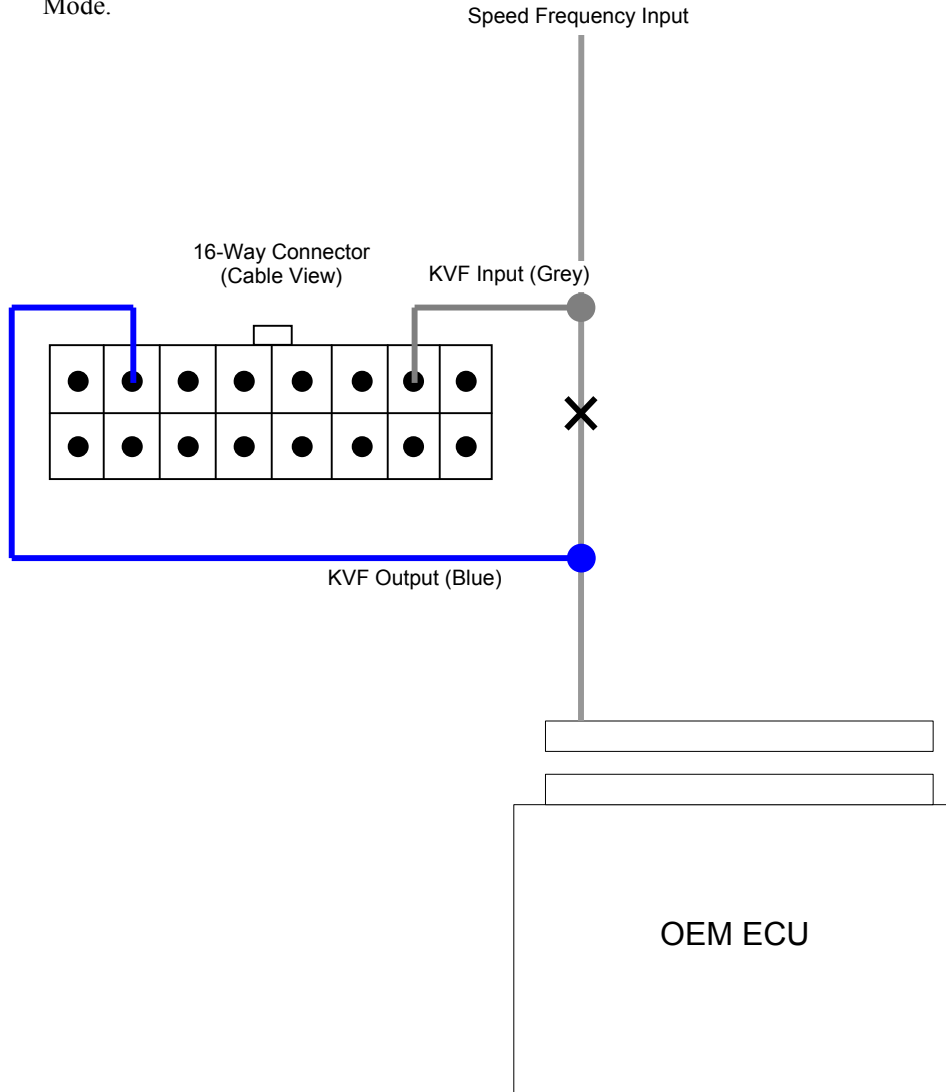 Mode.
Speed Frequency Input
16-Way Connector
(Cable View)
KVF Input (Grey)
KVF Output (Blue)
OEM ECU